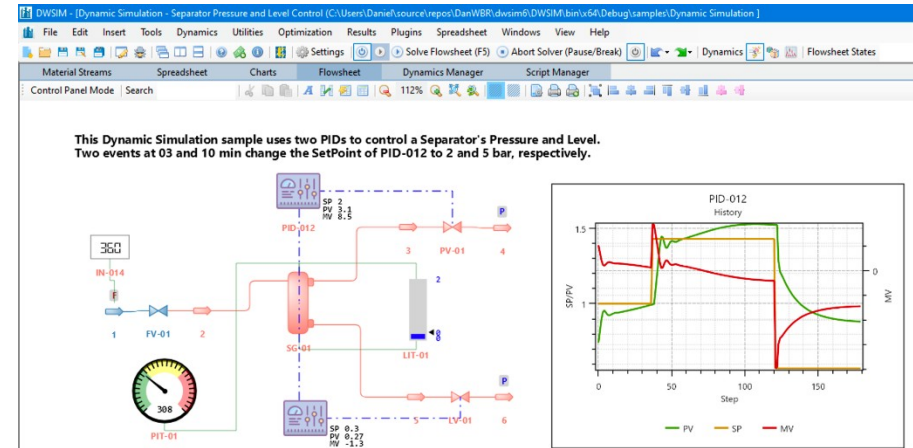 DWSIM - [Dynamic Simulation - Separator Pressure and Level Control (C:\Users\Daniel\source\repos\DanWBR\dwsim6\DWSIM\bin\x64\Debug\samples\Dynamic Simulation ]
File Edit Insert Tools Dynamics Utilities Optimization Results Plugins Spreadsheet Windows View Help
Settings Solve Flowsheet (F5) Abort Solver (Pause/Break) Dynamics Flowsheet States
Material Streams Spreadsheet Charts Flowsheet Dynamics Manager Script Manager
Control Panel Mode Search 112%
This Dynamic Simulation sample uses two PIDs to control a Separator's Pressure and Level.
Two events at 03 and 10 min change the SetPoint of PID-012 to 2 and 5 bar, respectively.
SP 2
PV 3.1
MV 8.5
PID-012
P
3 PV-01 4
360
IN-014
F
1 FV-01 2
SG-01
2
0
0
LIT-01
308
PIT-01
P
5 LV-01 6
SP 0.3
PV 0.27
MV -1.3
PID-012
History
1.5
1
SP/PV
0
MV
0 50 100 150
Step
PV SP MV